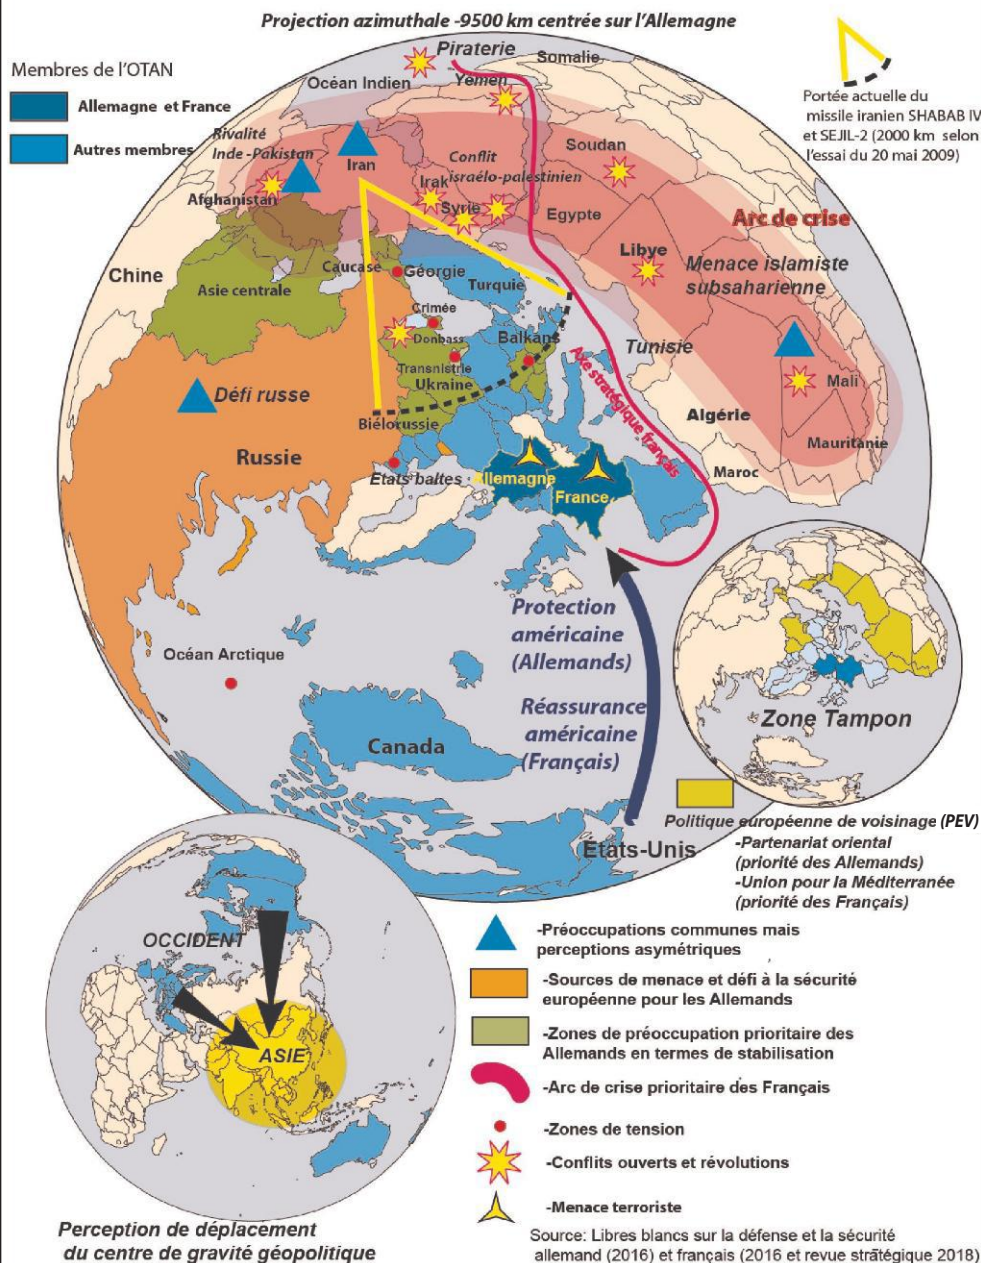 Projection azimuthale -9500 km centrée sur l'Allemagne
Membres de l'OTAN
Allemagne et France
Autres membres
Portée actuelle du
missile iranien SHABAB IV
et SEJIL-2 (2000 km selon
l'essai du 20 mai 2009)
Piraterie
Somalie
Océan Indien
Yemen
Rivalité
Inde -Pakistan
Iran
Conflit
israélo-palestinien
Soudan
Irak
Afghanistan
Syrie
Egypte
Arc de crise
Libye
Menace islamiste
subsaharienne
Chine
Caucase
Géorgie
Asie centrale
Turquie
Crimée
Donbass
Balkans
Tunisie
Transnistrie
Ukraine
Mali
Défi russe
Axe stratégique français
Biélorussie
Algérie
Mauritanie
Russie
Maroc
Etats baltes
Allemagne
France
Protection
américaine
(Allemands)
Océan Arctique
Réassurance
américaine
(Français)
Canada
Zone Tampon
États-Unis
Politique européenne de voisinage (PEV)
-Partenariat oriental
(priorité des Allemands)
-Union pour la Méditerranée
(priorité des Français)
OCCIDENT
ASIE
-Préoccupations communes mais
perceptions asymétriques
-Sources de menace et défi à la sécurité
européenne pour les Allemands
-Zones de préoccupation prioritaire des
Allemands en termes de stabilisation
-Arc de crise prioritaire des Français
-Zones de tension
-Conflits ouverts et révolutions
-Menace terroriste
Perception de déplacement
du centre de gravité géopolitique
Source: Libres blancs sur la défense et la sécurité
allemand (2016) et français (2016 et revue stratégique 2018)